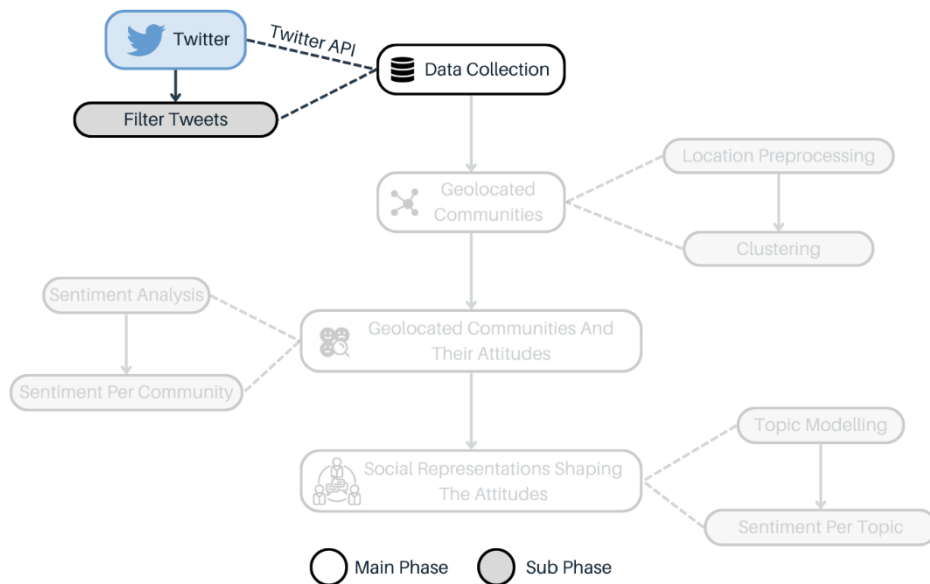 Twitter
Twitter API
Data Collection
Filter Tweets
Location Preprocessing
Geolocated
Communities
Clustering
Sentiment Analysis
Geolocated Communities And
Their Attitudes
Sentiment Per Community
Topic Modelling
Social Representations Shaping
The Attitudes
Sentiment Per Topic
Main Phase
Sub Phase